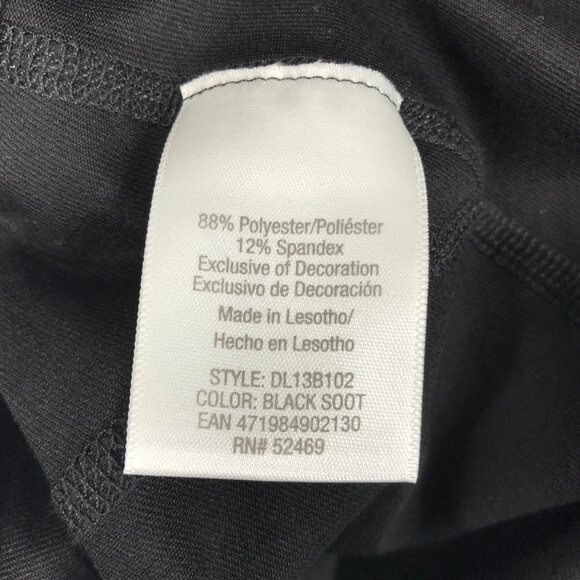 88% Polyester/Poliéster
12% Spandex
Exclusive of Decoration
Exclusivo de Decoración
Made in Lesotho/
Hecho en Lesotho
STYLE: DL13B102
COLOR: BLACK SOOT
EAN 471984902130
RN# 52469